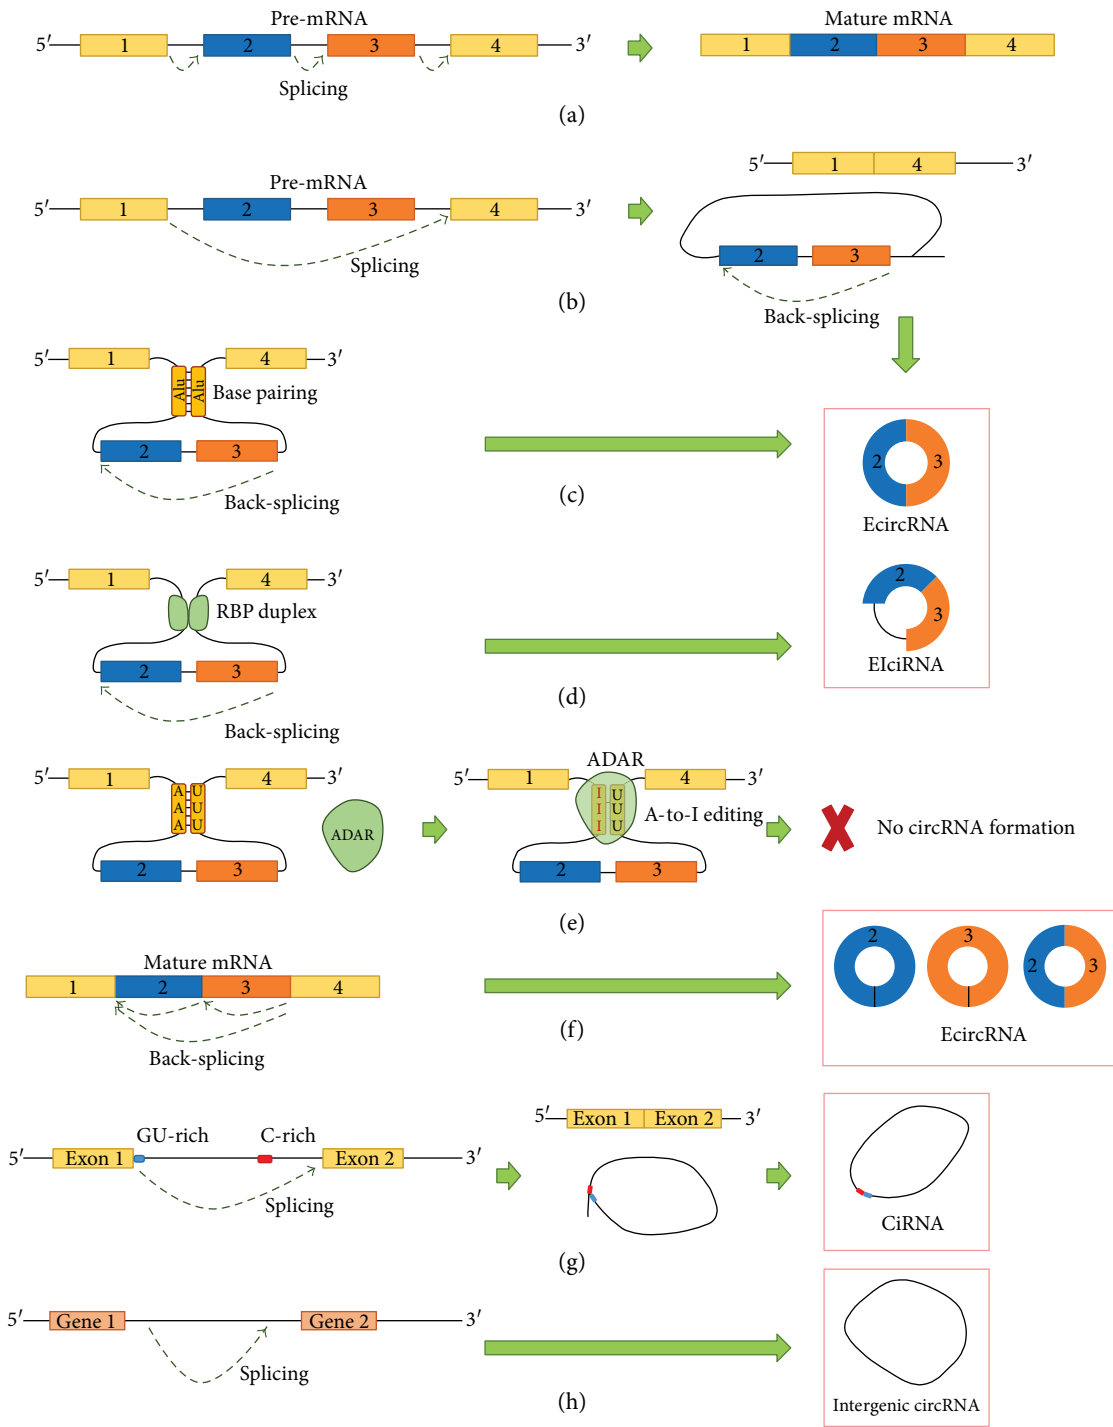 Pre-mRNA
Mature mRNA
5′ 1 2 3 4 3′
1 2 3 4
Splicing
(a)
5′ 1 4 3′
Pre-mRNA
5′ 1 2 3 4 3′
2 3
Splicing
(b)
Back-splicing
5′ 1 4 3′
Alu Alu
Base pairing
2 3
Back-splicing
(c)
2 3
EcircRNA
5′ 1 4 3′
RBP duplex
2 3
Back-splicing
(d)
2
3
EIciRNA
5′ 1 4 3′
A U
A U
A U
ADAR
2 3
ADAR
5′ 1 4 3′
I U
I U
I U
A-to-I editing
2 3
No circRNA formation
(e)
Mature mRNA
1 2 3 4
Back-splicing
(f)
2 3 2 3
EcircRNA
GU-rich C-rich
5′ Exon 1 Exon 2 3′
Splicing
5′ Exon 1 Exon 2 3′
(g)
CiRNA
5′ Gene 1 Gene 2 3′
Splicing
(h)
Intergenic circRNA